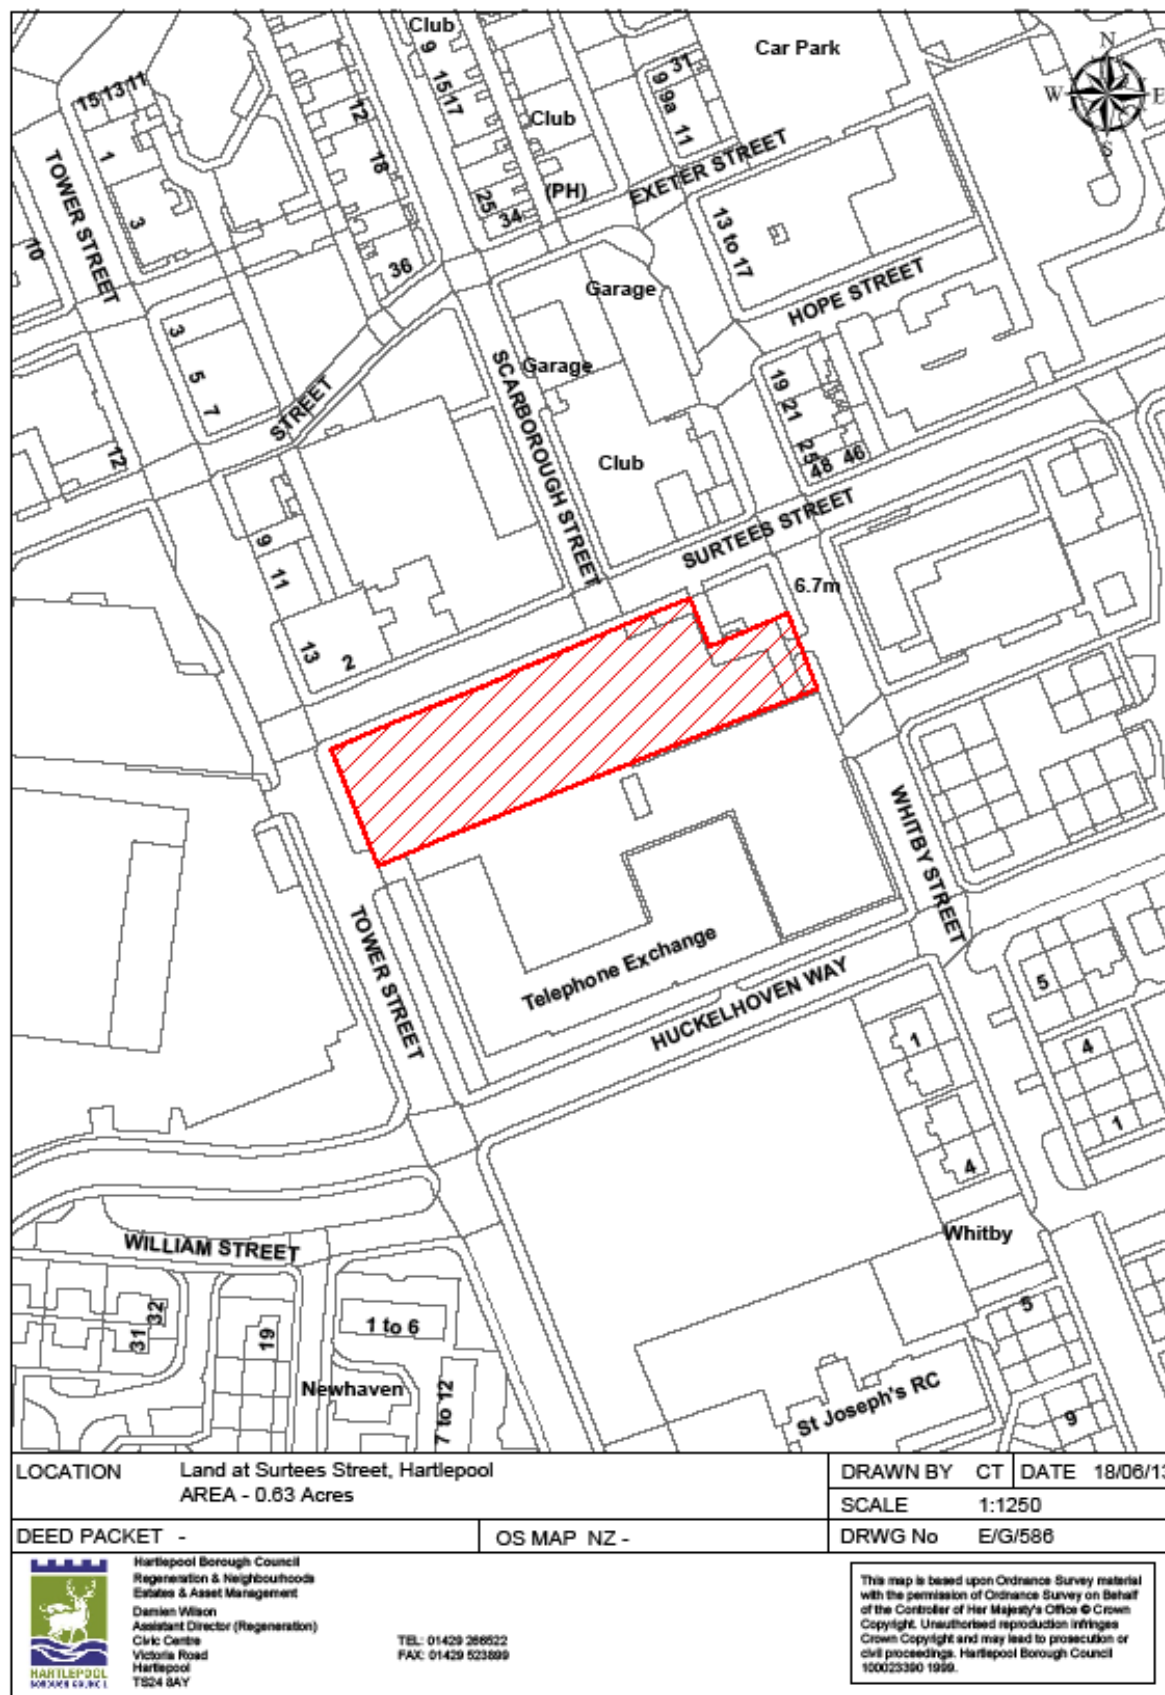 Club
Car Park
N
W
E
S
9
15 17
31
9
9a
11
15 13 11
12
18
Club
(PH)
EXETER STREET
TOWER STREET
1
3
10
25
34
36
13 to 17
Garage
HOPE STREET
3
5
7
STREET
SCARBOROUGH STREET
Garage
19 21
25
48 46
Club
12
SURTEES STREET
9
11
13
2
6.7m
WHITBY STREET
TOWER STREET
Telephone Exchange
HUCKELHOVEN WAY
5
1
4
1
4
Whitby
WILLIAM STREET
31
32
19
1 to 6
Newhaven
7 to 12
5
St Joseph's RC
9
LOCATION Land at Surtees Street, Hartlepool
AREA - 0.63 Acres
DRAWN BY CT DATE 18/06/13
SCALE 1:1250
DEED PACKET -
OS MAP NZ -
DRWG No E/G/586
Hartlepool Borough Council
Regeneration & Neighbourhoods
Estates & Asset Management
Damien Wilson
Assistant Director (Regeneration)
Civic Centre
Victoria Road
Hartlepool
TS24 8AY
TEL: 01429 266522
FAX: 01429 523899
HARTLEPOOL
BOROUGH COUNCIL
This map is based upon Ordnance Survey material
with the permission of Ordnance Survey on Behalf
of the Controller of Her Majesty's Office © Crown
Copyright. Unauthorised reproduction infringes
Crown Copyright and may lead to prosecution or
civil proceedings. Hartlepool Borough Council
100023390 1999.